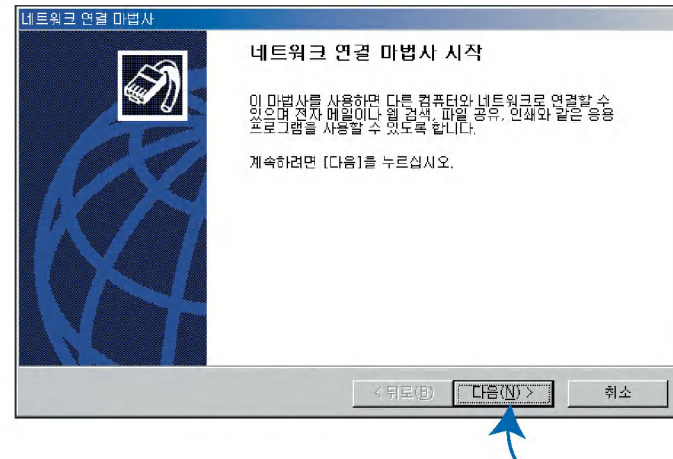 네트워크 연결 마법사
네트워크 연결 마법사 시작
이 마법사를 사용하면 다른 컴퓨터와 네트워크로 연결할 수
있으며 전자 메일이나 웹 검색, 파일 공유, 인쇄와 같은 응용
프로그램을 사용할 수 있도록 합니다.
계속하려면 [다음]을 누르십시오.
< 뒤로(B) 다음(N) > 취소